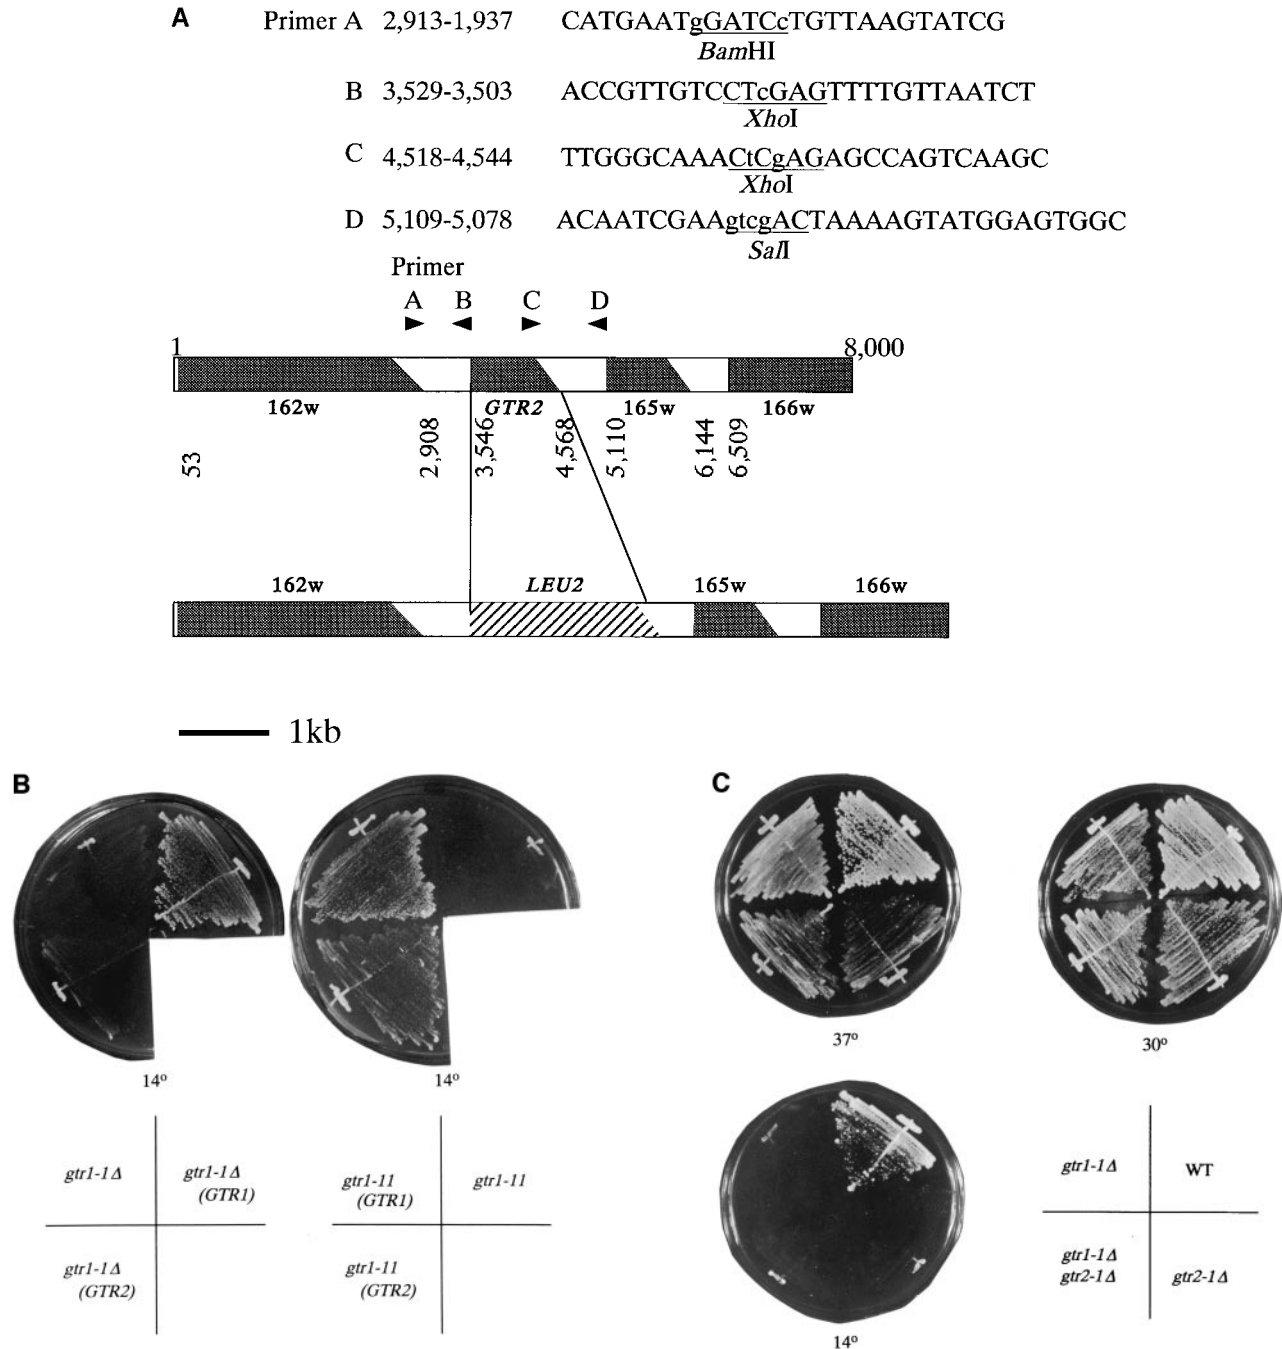 A
Primer A 2,913-1,937 CATGAATgGATCcTGTTAAGTATCG
BamHI
B 3,529-3,503 ACCGTTGTCCTcGAGTTTTGTTAATCT
XhoI
C 4,518-4,544 TTGGGCAAACtCgAGAGCCAGTCAAGC
XhoI
D 5,109-5,078 ACAATCGAAgtcgACTAAAAGTATGGAGTGGC
SalI
Primer
A B C D
1 8,000
162w GTR2 165w 166w
53 2,908 3,546 4,568 5,110 6,144 6,509
162w LEU2 165w 166w
1kb
B
14°
14°
gtr1-1Δ
gtr1-1Δ
(GTR1)
gtr1-1Δ
(GTR2)
gtr1-11
(GTR1)
gtr1-11
gtr1-11
(GTR2)
C
37°
30°
14°
gtr1-1Δ
WT
gtr1-1Δ
gtr2-1Δ
gtr2-1Δ